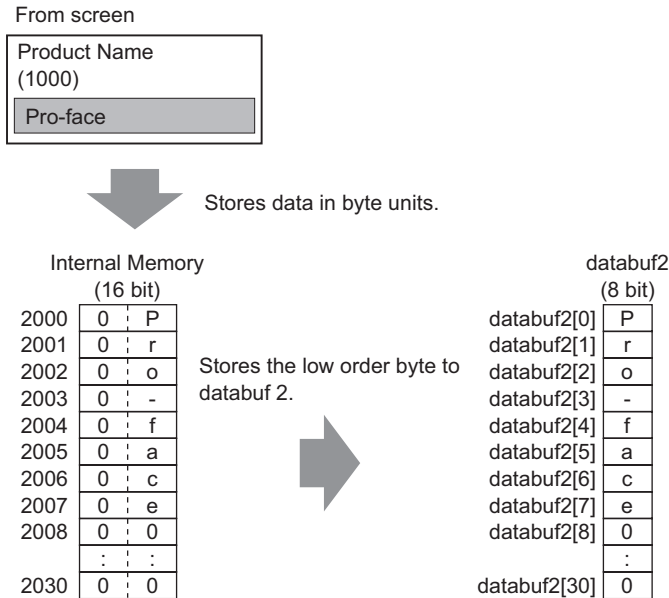 From screen
Product Name
(1000)
Pro-face
Stores data in byte units.
Internal Memory
(16 bit)
2000 0 P
2001 0 r
2002 0 o
2003 0 -
2004 0 f
2005 0 a
2006 0 c
2007 0 e
2008 0 0
: :
2030 0 0
Stores the low order byte to
databuf 2.
databuf2
(8 bit)
databuf2[0] P
databuf2[1] r
databuf2[2] o
databuf2[3] -
databuf2[4] f
databuf2[5] a
databuf2[6] c
databuf2[7] e
databuf2[8] 0
:
databuf2[30] 0